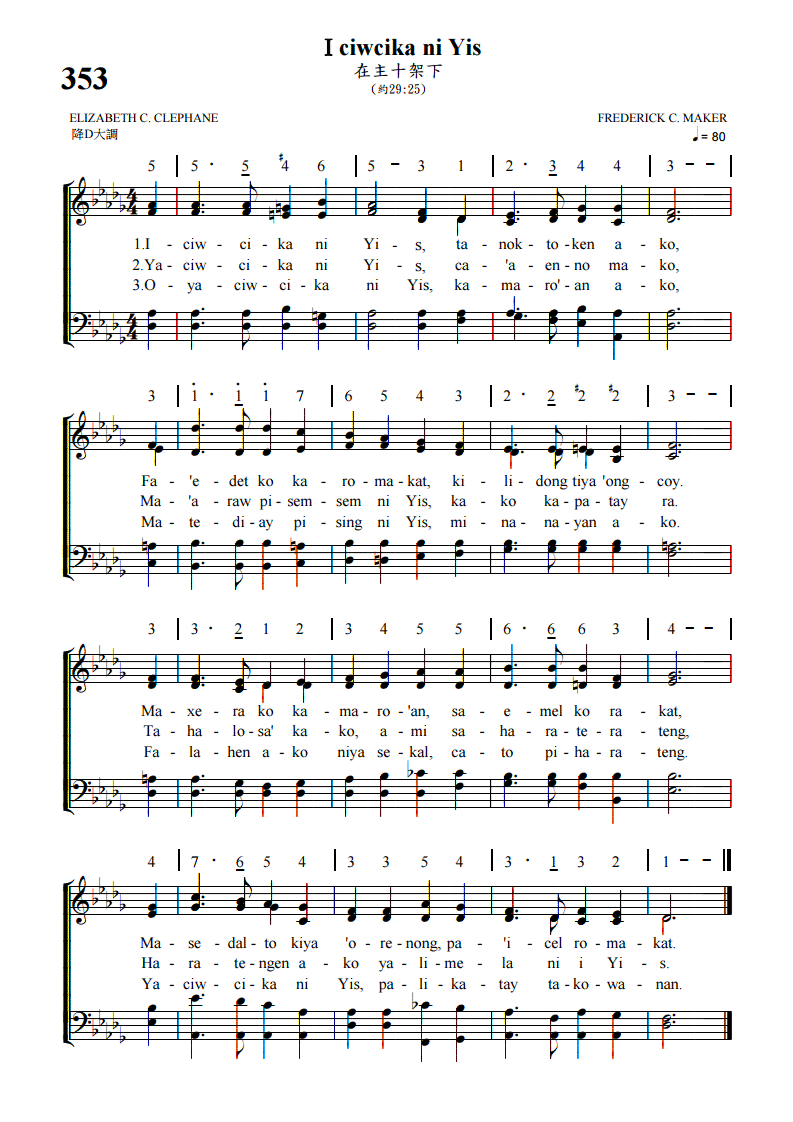 I ciwcika ni Yis
353
在主十架下
(約29:25)
ELIZABETH C. CLEPHANE FREDERICK C. MAKER
降D大調 ♩= 80
5 | 5 · 5 ♯4 6 | 5 － 3 1 | 2 · 3 4 4 | 3 － － |
1.I - ciw - ci - ka ni Yi - s, ta - nok - to - ken a - ko,
2.Ya - ciw - ci - ka ni Yi - s, ca - 'a - en - no ma - ko,
3.O - ya - ciw - ci - ka ni Yis, ka - ma - ro' - an a - ko,
3 | i · i i 7 | 6 5 4 3 | 2 · 2 ♯2 ♯2 | 3 － － |
Fa - 'e - det ko ka - ro - ma - kat, ki - li - dong tiya 'ong - coy.
Ma - 'a - raw pi - sem - sem ni Yis, ka - ko ka - pa - tay ra.
Ma - te - di - ay pi - sing ni Yis, mi - na - na - yan a - ko.
3 | 3 · 2 1 2 | 3 4 5 5 | 6 · 6 6 3 | 4 － － |
Ma - xe - ra ko ka - ma - ro - 'an, sa - e - mel ko ra - kat,
Ta - ha - lo - sa' ka - ko, a - mi sa - ha - ra - te - ra - teng,
Fa - la - hen a - ko niya se - kal, ca - to pi - ha - ra - teng.
4 | 7 · 6 5 4 | 3 3 5 4 | 3 · 1 3 2 | 1 － － ‖
Ma - se - dal - to kiya 'o - re - nong, pa - 'i - cel ro - ma - kat.
Ha - ra - te - ngen a - ko ya - li - me - la ni i Yi - s.
Ya - ciw - ci - ka ni Yis, pa - li - ka - tay ta - ko - wa - nan.